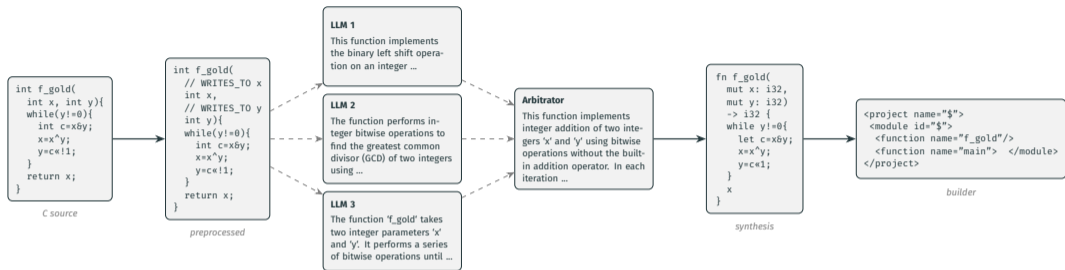 int f_gold(
int x, int y){
while(y!=0){
int c=x&y;
x=x^y;
y=c«!1;
}
return x;
}
C source
int f_gold(
// WRITES_TO x
int x,
// WRITES_TO y
int y){
while(y!=0){
int c=x&y;
x=x^y;
y=c«!1;
}
return x;
}
preprocessed
LLM 1
This function implements
the binary left shift opera-
tion on an integer ...
LLM 2
The function performs in-
teger bitwise operations to
find the greatest common
divisor (GCD) of two integers
using ...
LLM 3
The function ‘f_gold’ takes
two integer parameters ‘x’
and ‘y’. It performs a series
of bitwise operations until ...
Arbitrator
This function implements
integer addition of two inte-
gers ‘x’ and ‘y’ using bitwise
operations without the built-
in addition operator. In each
iteration ...
fn f_gold(
mut x: i32,
mut y: i32)
-> i32 {
while y!=0{
let c=x&y;
x=x^y;
y=c«1;
}
x
}
synthesis
<project name="$">
<module id="$">
<function name="f_gold"/>
<function name="main"> </module>
</project>
builder